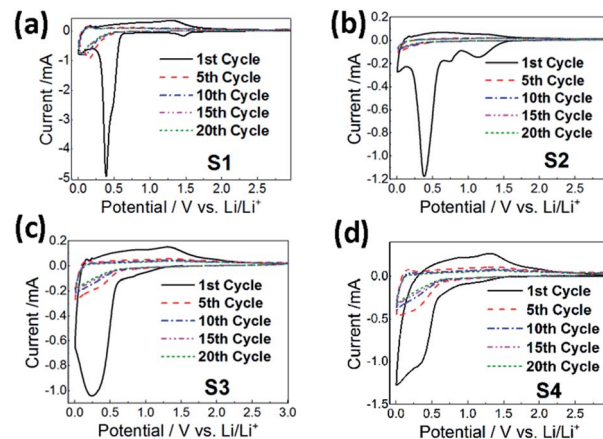 (a)
Current /mA
0
-1
-2
-3
-4
-5
1st Cycle
5th Cycle
10th Cycle
15th Cycle
20th Cycle
S1
0.0 0.5 1.0 1.5 2.0 2.5
Potential / V vs. Li/Li+
(b)
Current /mA
0.2
0.0
-0.2
-0.4
-0.6
-0.8
-1.0
-1.2
1st Cycle
5th Cycle
10th Cycle
15th Cycle
20th Cycle
S2
0.0 0.5 1.0 1.5 2.0 2.5
Potential / V vs. Li/Li+
(c)
Current /mA
0.2
0.0
-0.2
-0.4
-0.6
-0.8
-1.0
1st Cycle
5th Cycle
10th Cycle
15th Cycle
20th Cycle
S3
0.0 0.5 1.0 1.5 2.0 2.5 3.0
Potential / V vs. Li/Li+
(d)
Current /mA
0.5
0.0
-0.5
-1.0
-1.5
1st Cycle
5th Cycle
10th Cycle
15th Cycle
20th Cycle
S4
0.0 0.5 1.0 1.5 2.0 2.5
Potential / V vs. Li/Li+